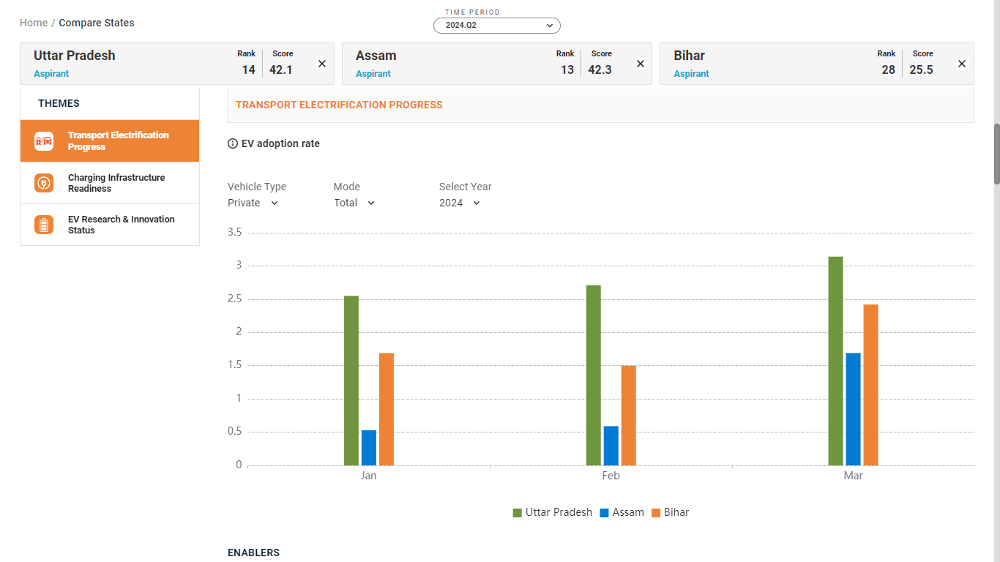 Home / Compare States
TIME PERIOD
2024.Q2
Uttar Pradesh
Aspirant
Rank
14
Score
42.1
Assam
Aspirant
Rank
13
Score
42.3
Bihar
Aspirant
Rank
28
Score
25.5
THEMES
Transport Electrification
Progress
Charging Infrastructure
Readiness
EV Research & Innovation
Status
TRANSPORT ELECTRIFICATION PROGRESS
EV adoption rate
Vehicle Type
Private
Mode
Total
Select Year
2024
3.5
3
2.5
2
1.5
1
0.5
0
Jan
Feb
Mar
Uttar Pradesh
Assam
Bihar
ENABLERS